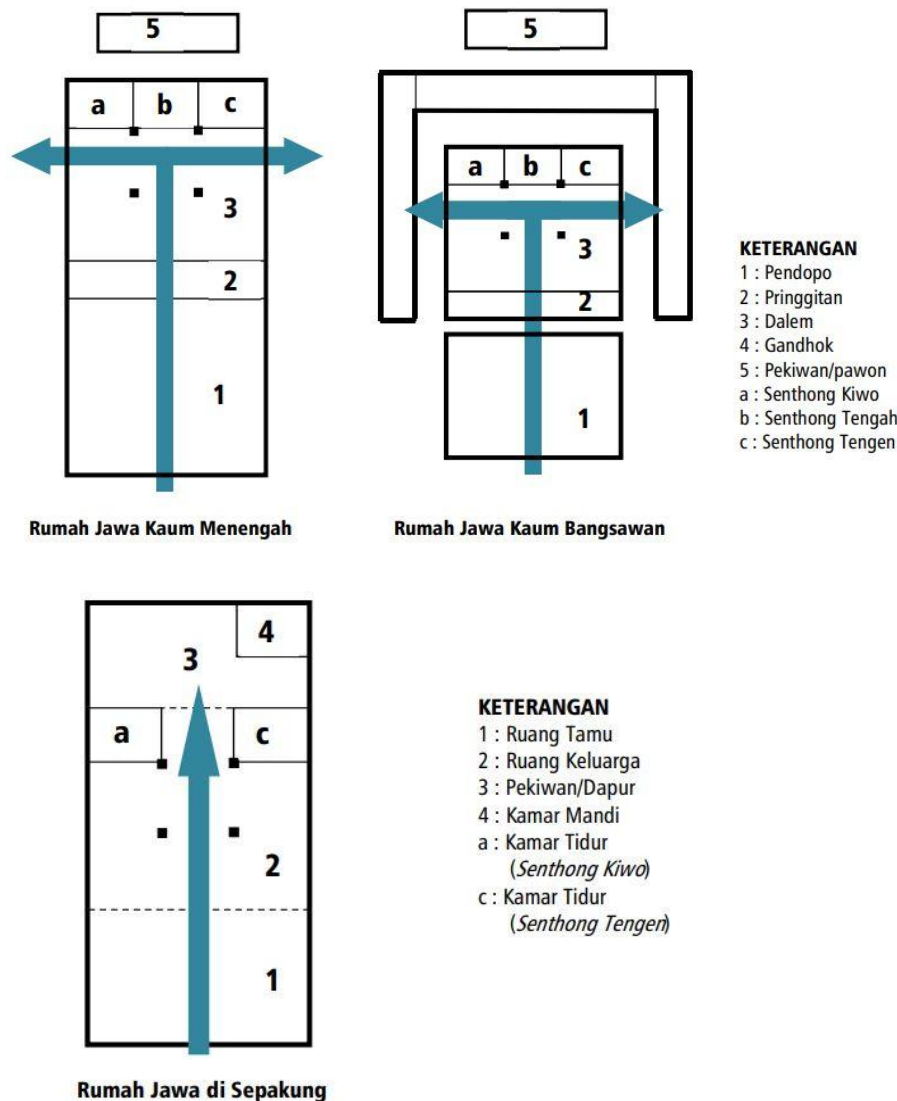 5
a b c
3
2
1
Rumah Jawa Kaum Menengah
5
a b c
3
2
1
Rumah Jawa Kaum Bangsawan
KETERANGAN
1 : Pendopo
2 : Pringgitan
3 : Dalem
4 : Gandhok
5 : Pekiwan/pawon
a : Senthong Kiwo
b : Senthong Tengah
c : Senthong Tengen
4
3
a c
2
1
Rumah Jawa di Sepakung
KETERANGAN
1 : Ruang Tamu
2 : Ruang Keluarga
3 : Pekiwan/Dapur
4 : Kamar Mandi
a : Kamar Tidur
(Senthong Kiwo)
c : Kamar Tidur
(Senthong Tengen)